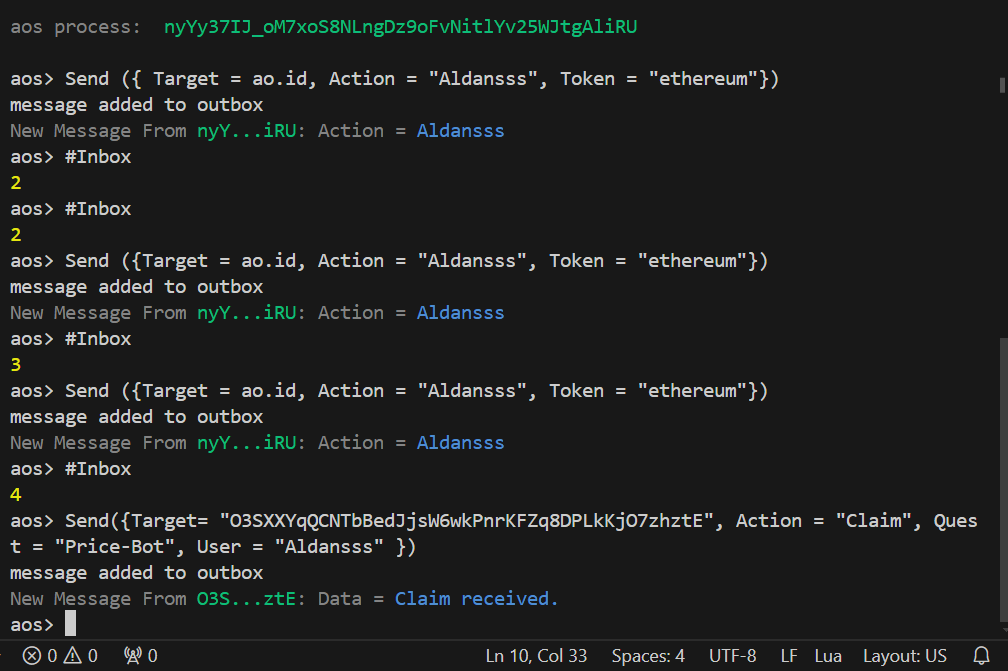 aos process:  nyYy37IJ_oM7xoS8NLngDz9oFvNitlYv25WJtgAliRU
aos> Send ({ Target = ao.id, Action = "Aldansss", Token = "ethereum"})
message added to outbox
New Message From nyY...iRU: Action = Aldansss
aos> #Inbox
2
aos> #Inbox
2
aos> Send ({Target = ao.id, Action = "Aldansss", Token = "ethereum"})
message added to outbox
New Message From nyY...iRU: Action = Aldansss
aos> #Inbox
3
aos> Send ({Target = ao.id, Action = "Aldansss", Token = "ethereum"})
message added to outbox
New Message From nyY...iRU: Action = Aldansss
aos> #Inbox
4
aos> Send({Target= "O3SXXYqQCNTbBedJjsW6wkPnrKFZq8DPLkKjO7zhztE", Action = "Claim", Ques
t = "Price-Bot", User = "Aldansss" })
message added to outbox
New Message From O3S...ztE: Data = Claim received.
aos>
0 0 0 Ln 10, Col 33 Spaces: 4 UTF-8 LF Lua Layout: US